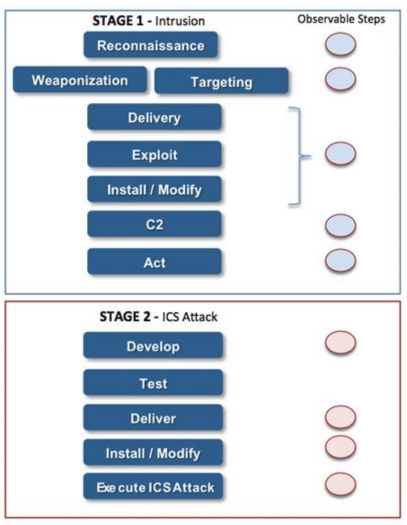 STAGE 1 - Intrusion Observable Steps
Reconnaissance
Weaponization Targeting
Delivery
Exploit
Install / Modify
C2
Act
STAGE 2 - ICS Attack
Develop
Test
Deliver
Install / Modify
Execute ICS Attack